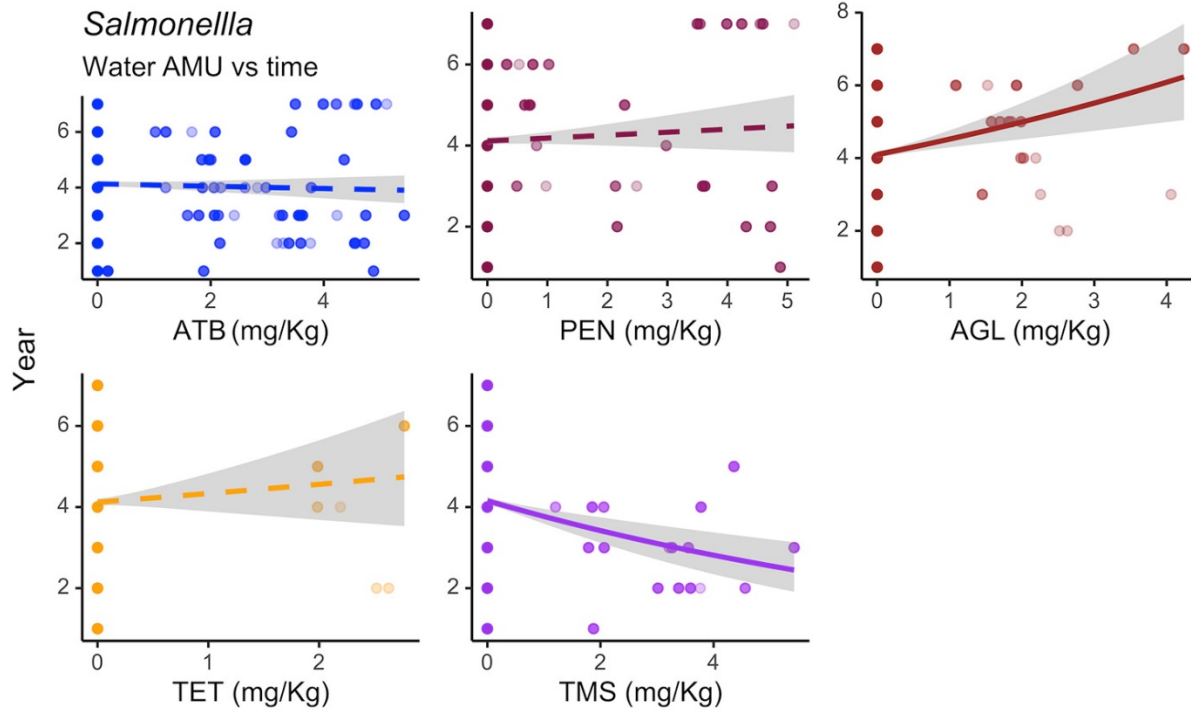 Salmonellla
Water AMU vs time
Year
6
4
2
0 2 4
ATB (mg/Kg)
6
4
2
0 1 2 3 4 5
PEN (mg/Kg)
8
6
4
2
0 1 2 3 4
AGL (mg/Kg)
6
4
2
0 1 2
TET (mg/Kg)
6
4
2
0 2 4
TMS (mg/Kg)